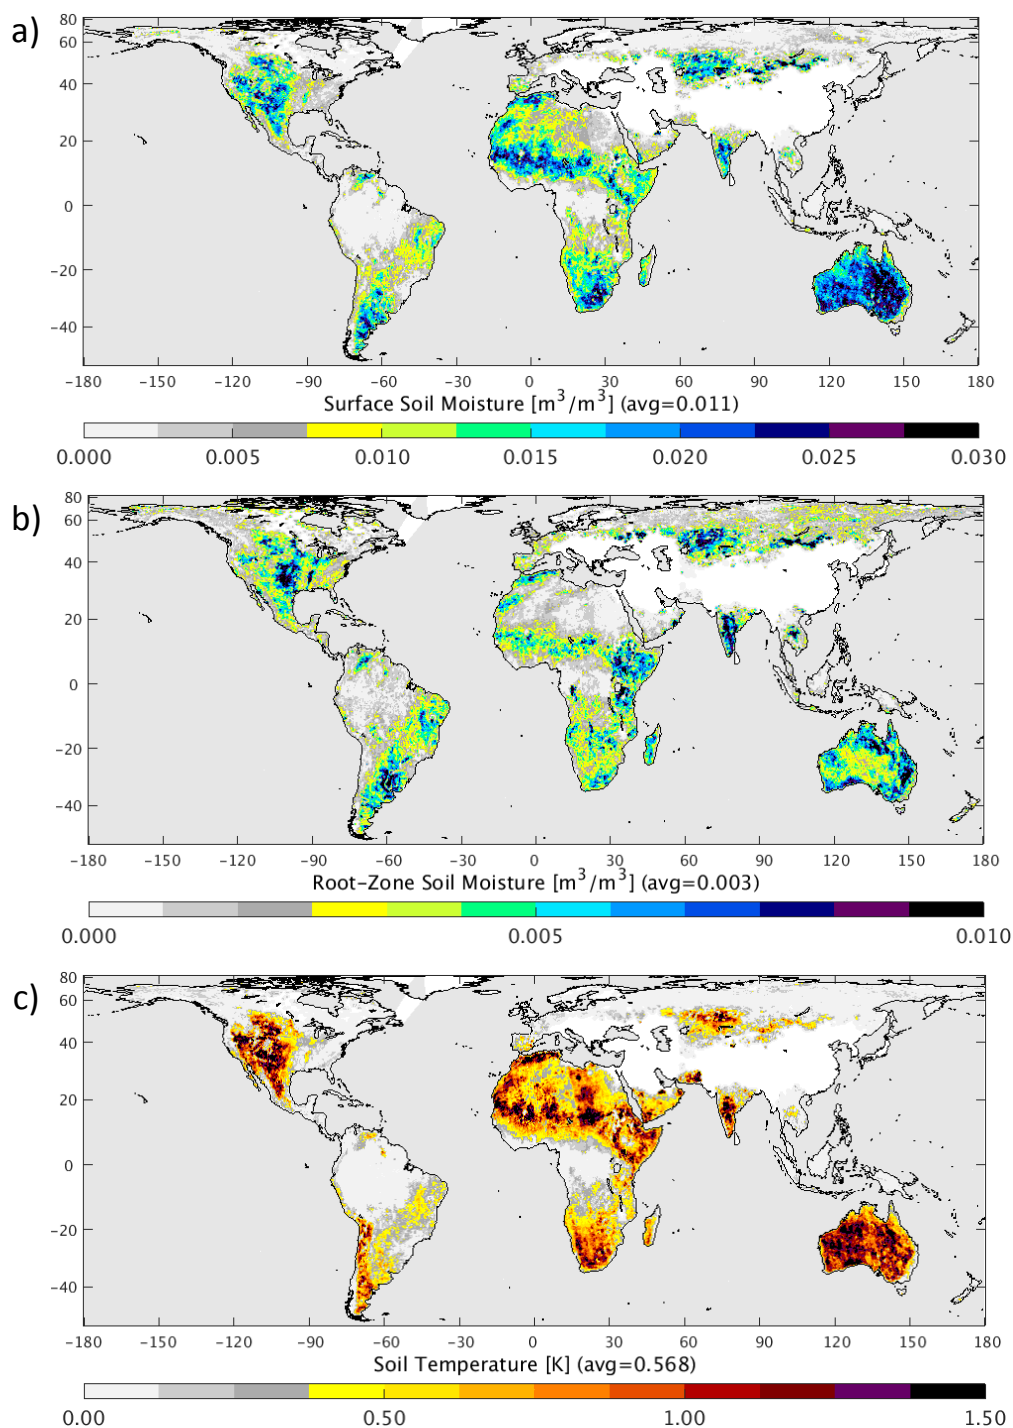 a)
80
60
40
20
0
−20
−40
−180 −150 −120 −90 −60 −30 0 30 60 90 120 150 180
Surface Soil Moisture [m³/m³] (avg=0.011)
0.000 0.005 0.010 0.015 0.020 0.025 0.030
b)
80
60
40
20
0
−20
−40
−180 −150 −120 −90 −60 −30 0 30 60 90 120 150 180
Root−Zone Soil Moisture [m³/m³] (avg=0.003)
0.000 0.005 0.010
c)
80
60
40
20
0
−20
−40
−180 −150 −120 −90 −60 −30 0 30 60 90 120 150 180
Soil Temperature [K] (avg=0.568)
0.00 0.50 1.00 1.50